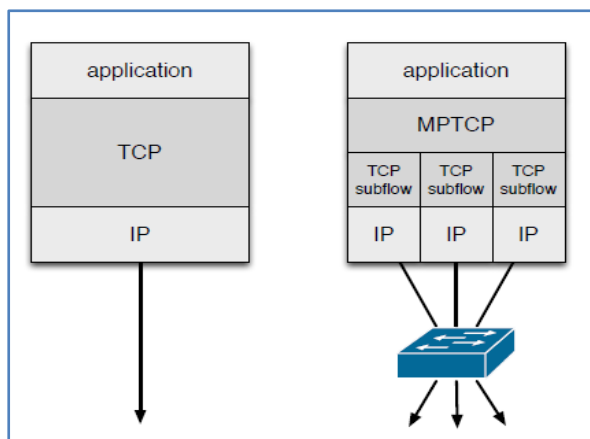 application
TCP
IP
application
MPTCP
TCP subflow
TCP subflow
TCP subflow
IP
IP
IP